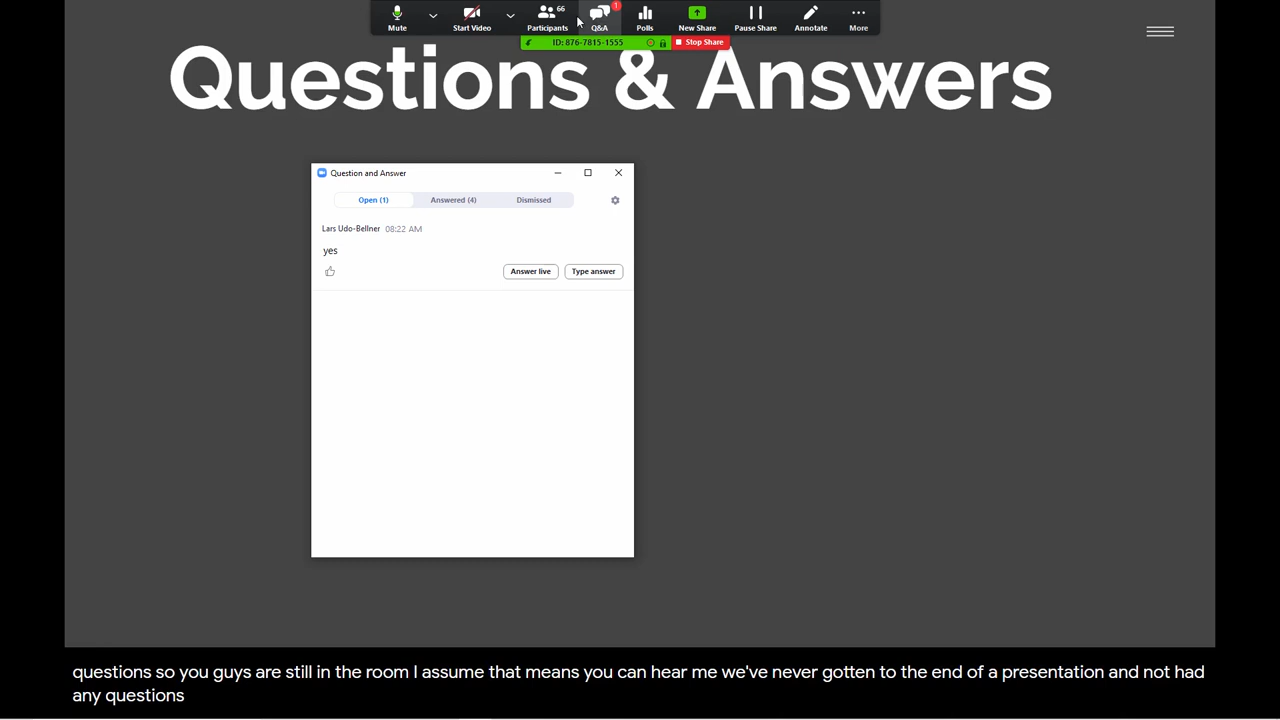 66
1
Mute
Start Video
Participants
Q&A
Polls
New Share
Pause Share
Annotate
More
ID: 876-7815-1555
Stop Share
Questions & Answers
Question and Answer
Open (1)
Answered (4)
Dismissed
Lars Udo-Bellner 08:22 AM
yes
Answer live
Type answer
questions so you guys are still in the room I assume that means you can hear me we've never gotten to the end of a presentation and not had
any questions